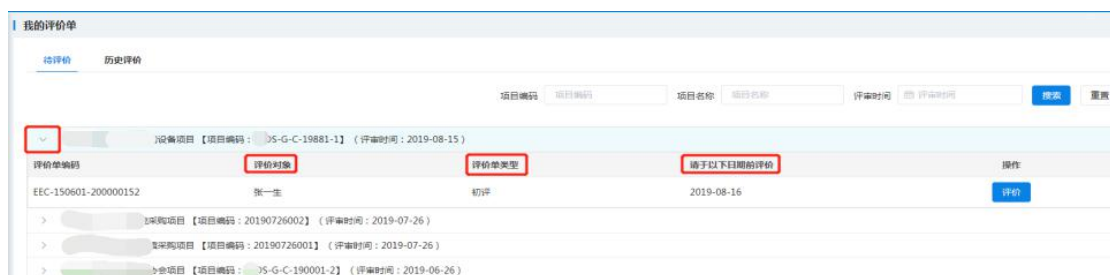 我的评价单
待评价 历史评价
项目编码 项目编码 项目名称 项目名称 评审时间 评审时间 搜索 重置
设备项目 【项目编码： DS-G-C-19881-1】（评审时间：2019-08-15）
评价单编码 评价对象 评价单类型 请于以下日期前评价 操作
EEC-150601-200000152 张一生 初评 2019-08-16 评价
采购项目 【项目编码：20190726002】（评审时间：2019-07-26）
采购项目 【项目编码：20190726001】（评审时间：2019-07-26）
会项目 【项目编码： DS-G-C-190001-2】（评审时间：2019-06-26）